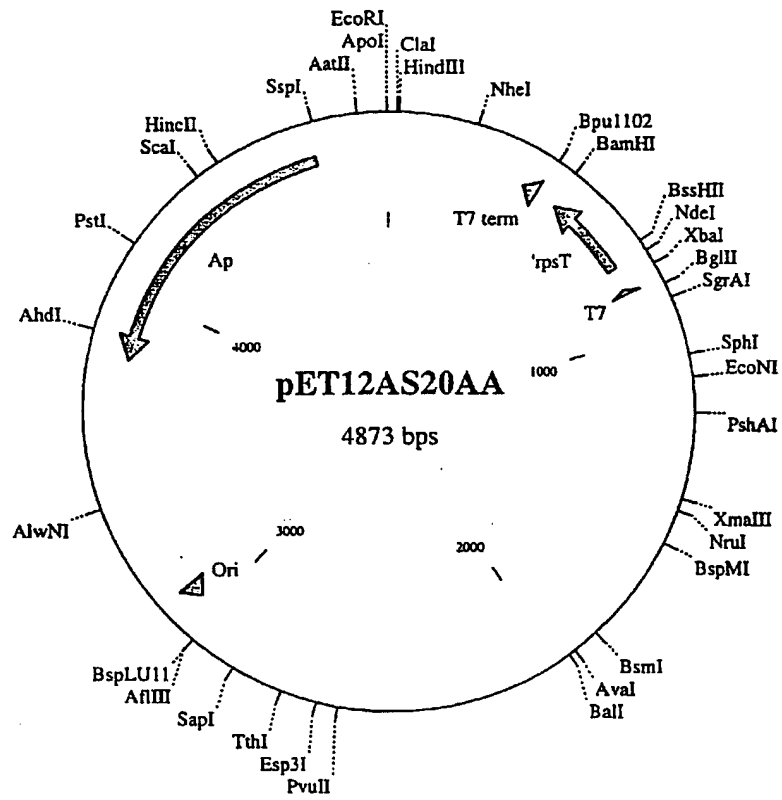 EcoRI
ApoI
ClaI
AatII
HindIII
SspI
NheI
HincII
Bpu1102
ScaI
BamHI
BssHII
NdeI
PstI
T7 term
XbaI
Ap
'rpsT
BglII
SgrAI
AhdI
T7
4000
SphI
1000
EcoNI
pET12AS20AA
PshAI
4873 bps
AlwNI
XmaIII
3000
NruI
2000
Ori
BspMI
BsmI
BspLU11
AvaI
AflIII
BalI
SapI
TthI
Esp3I
PvuII